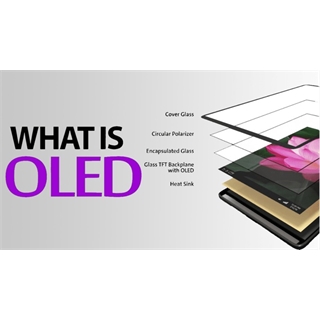 WHAT IS
OLED
Cover Glass
Circular Polarizer
Encapsulated Glass
Glass TFT Backplane
with OLED
Heat Sink